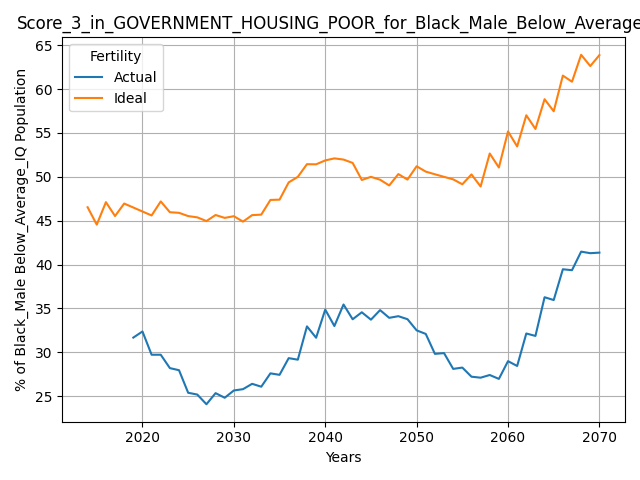 Score_3_in_GOVERNMENT_HOUSING_POOR_for_Black_Male_Below_Average
Fertility
Actual
Ideal
% of Black_Male Below_Average_IQ Population
65
60
55
50
45
40
35
30
25
2020 2030 2040 2050 2060 2070
Years